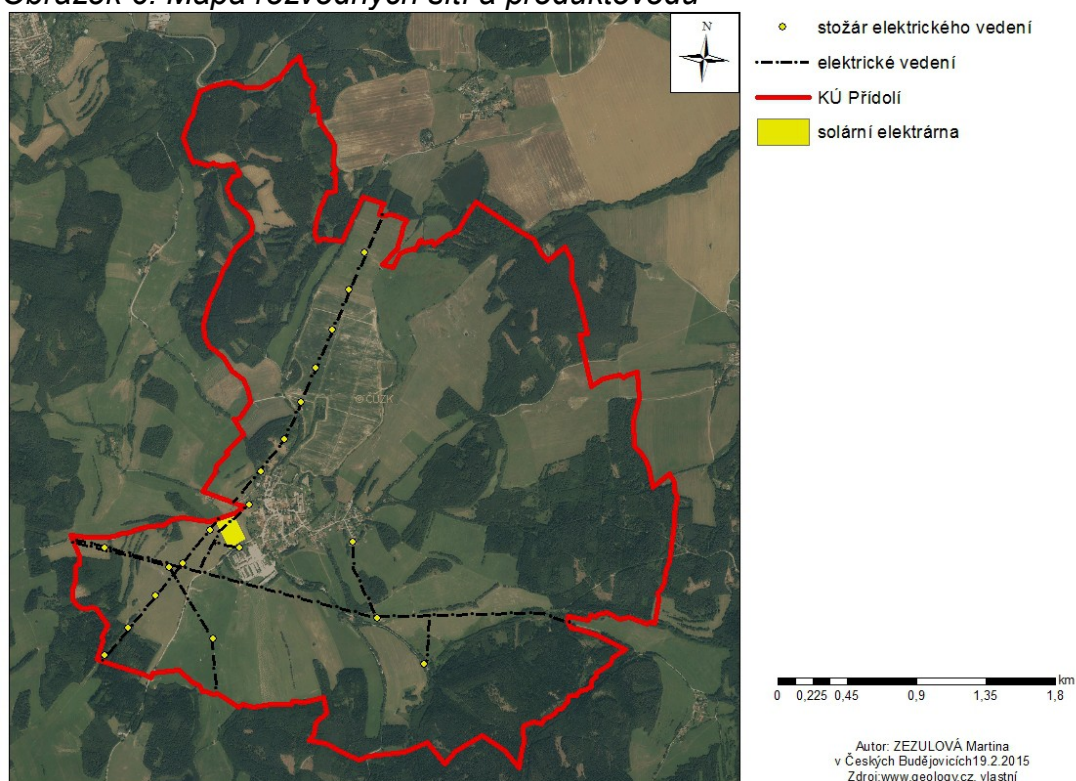 Obrázek 6: Mapa rozvodných sítí a produktovodů
N
stožár elektrického vedení
elektrické vedení
KÚ Přídolí
solární elektrárna
© ČÚZK
km
0 0,225 0,45 0,9 1,35 1,8
Autor: ZEZULOVÁ Martina
v Českých Budějovicích19.2.2015
Zdroj:www.geology.cz, vlastní